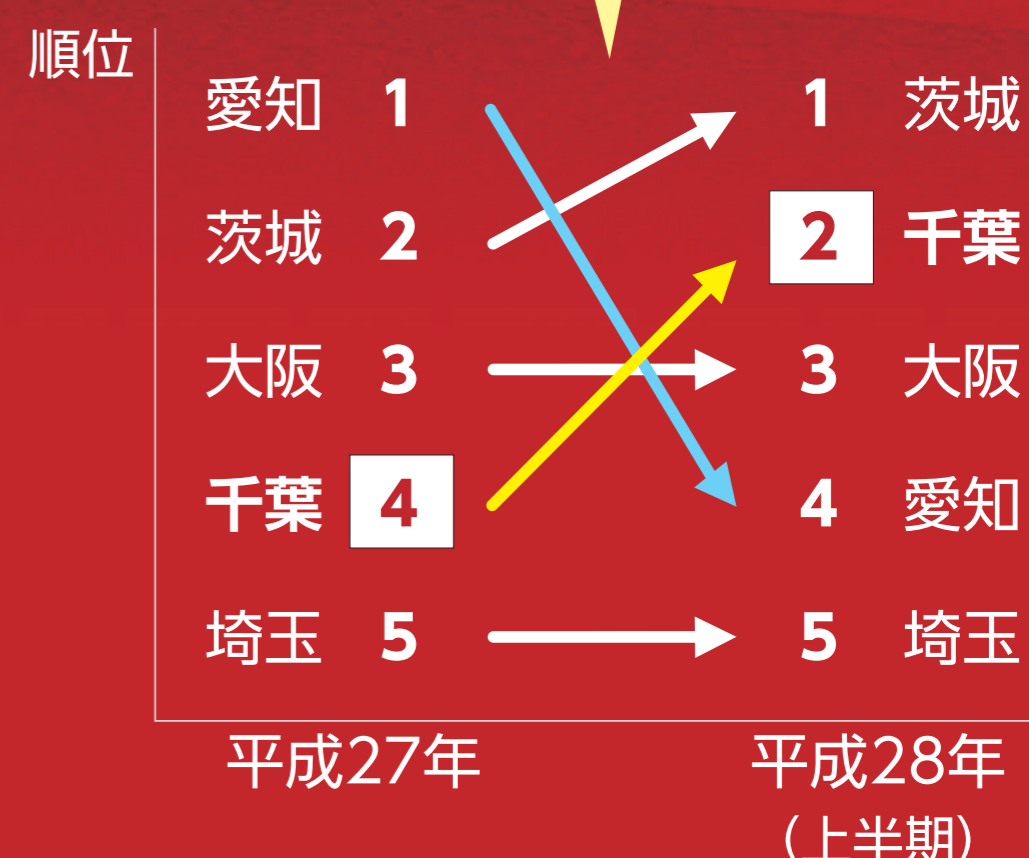 順位
愛知 1 1 茨城
茨城 2 2 千葉
大阪 3 3 大阪
千葉 4 4 愛知
埼玉 5 5 埼玉
平成27年 平成28年
（上半期）